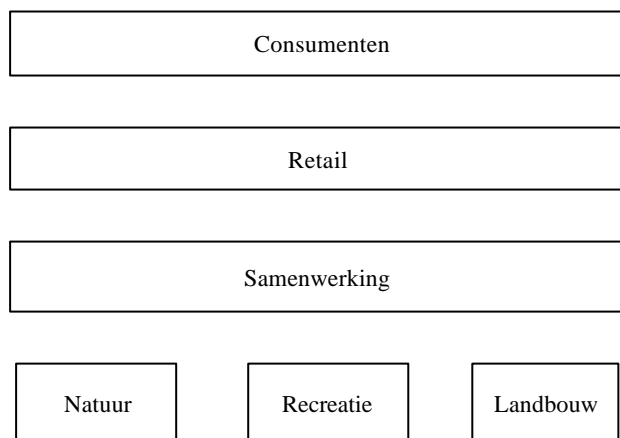 Consumenten
Retail
Samenwerking
Natuur Recreatie Landbouw